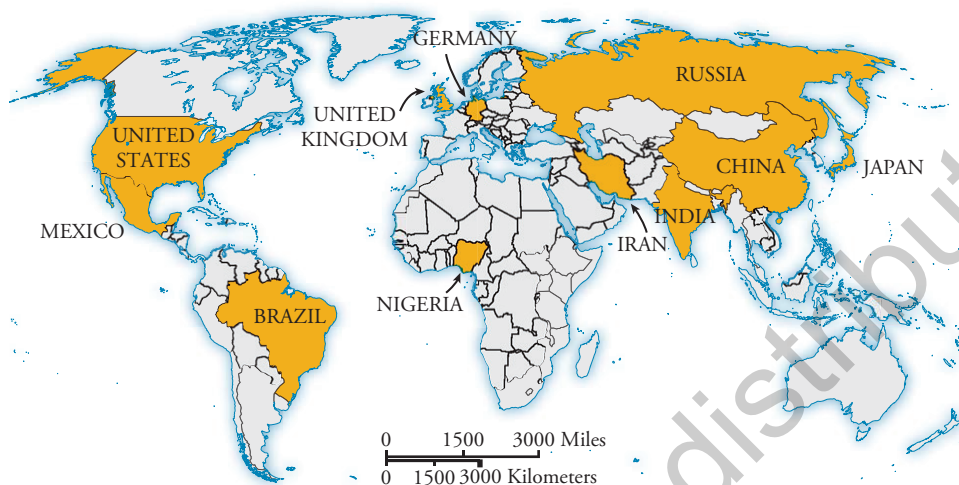 GERMANY
RUSSIA
UNITED
KINGDOM
UNITED
STATES
CHINA
JAPAN
MEXICO
INDIA
IRAN
NIGERIA
BRAZIL
0 1500 3000 Miles
0 1500 3000 Kilometers
distribut